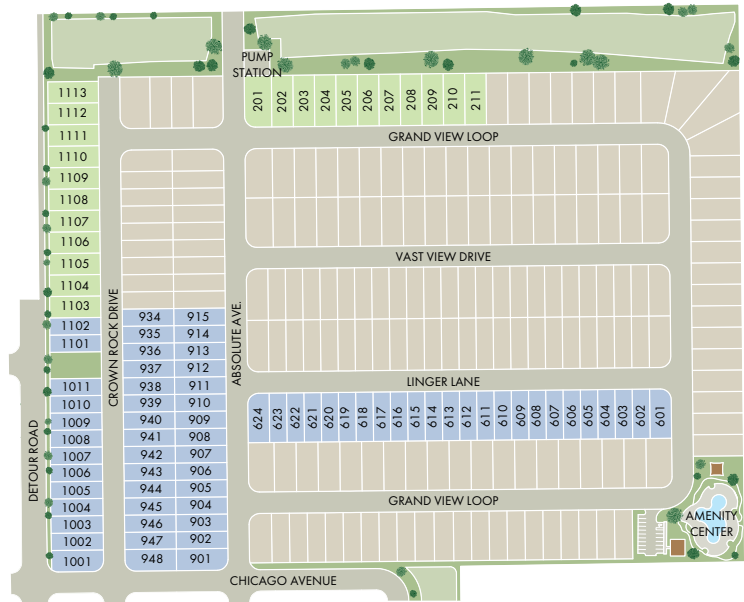 PUMP
STATION
201 202 203 204 205 206 207 208 209 210 211
GRAND VIEW LOOP
VAST VIEW DRIVE
LINGER LANE
624 623 622 621 620 619 618 617 616 615 614 613 612 611 610 609 608 607 606 605 604 603 602 601
GRAND VIEW LOOP
AMENITY
CENTER
CHICAGO AVENUE
ABSOLUTE AVE.
CROWN ROCK DRIVE
DETOUR ROAD
1113
1112
1111
1110
1109
1108
1107
1106
1105
1104
1103
1102
1101
1011
1010
1009
1008
1007
1006
1005
1004
1003
1002
1001
934 915
935 914
936 913
937 912
938 911
939 910
940 909
941 908
942 907
943 906
944 905
945 904
946 903
947 902
948 901